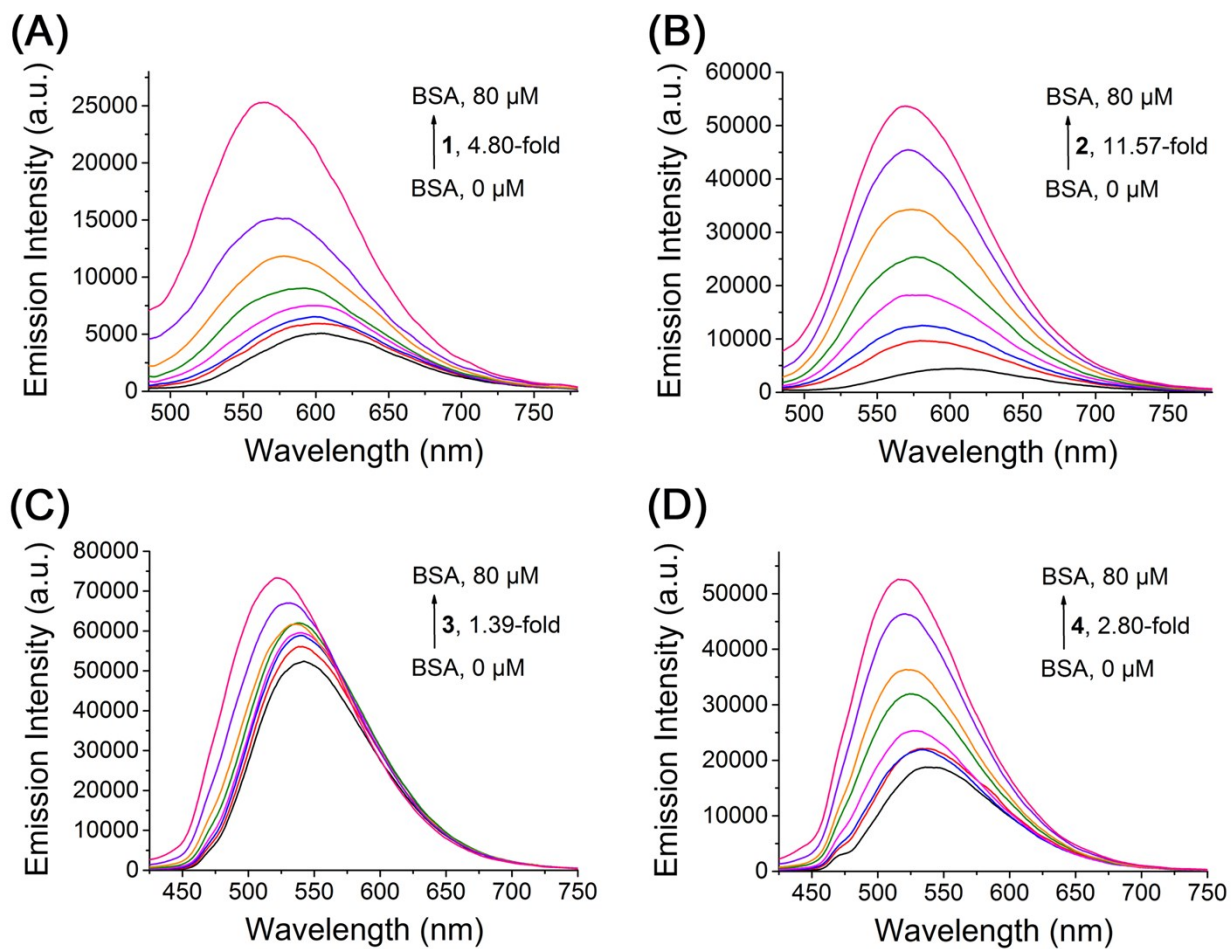 (A)
Emission Intensity (a.u.)
25000
20000
15000
10000
5000
0
500 550 600 650 700 750
Wavelength (nm)
BSA, 80 μM
1, 4.80-fold
BSA, 0 μM
(B)
Emission Intensity (a.u.)
60000
50000
40000
30000
20000
10000
0
500 550 600 650 700 750
Wavelength (nm)
BSA, 80 μM
2, 11.57-fold
BSA, 0 μM
(C)
Emission Intensity (a.u.)
80000
70000
60000
50000
40000
30000
20000
10000
0
450 500 550 600 650 700 750
Wavelength (nm)
BSA, 80 μM
3, 1.39-fold
BSA, 0 μM
(D)
Emission Intensity (a.u.)
50000
40000
30000
20000
10000
0
450 500 550 600 650 700 750
Wavelength (nm)
BSA, 80 μM
4, 2.80-fold
BSA, 0 μM